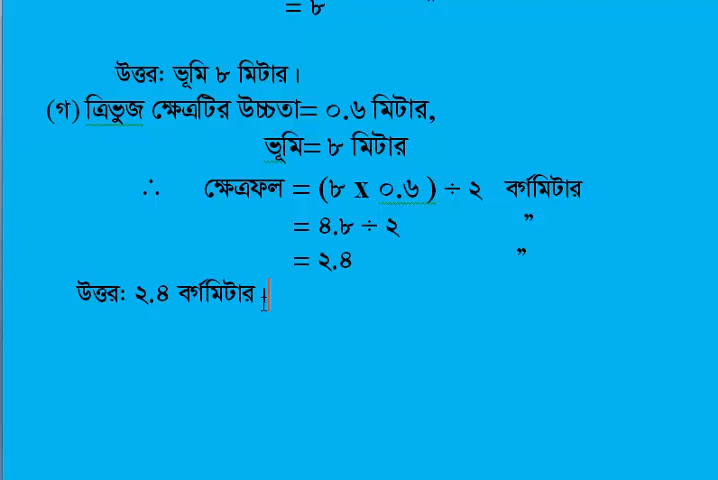 = ৮ "
উত্তর: ভূমি ৮ মিটার।
(গ) ত্রিভুজ ক্ষেত্রটির উচ্চতা= ০.৬ মিটার,
ভূমি= ৮ মিটার
∴ ক্ষেত্রফল = (৮ x ০.৬ ) ÷ ২ বর্গমিটার
= ৪.৮ ÷ ২ ”
= ২.৪ ”
উত্তর: ২.৪ বর্গমিটার।